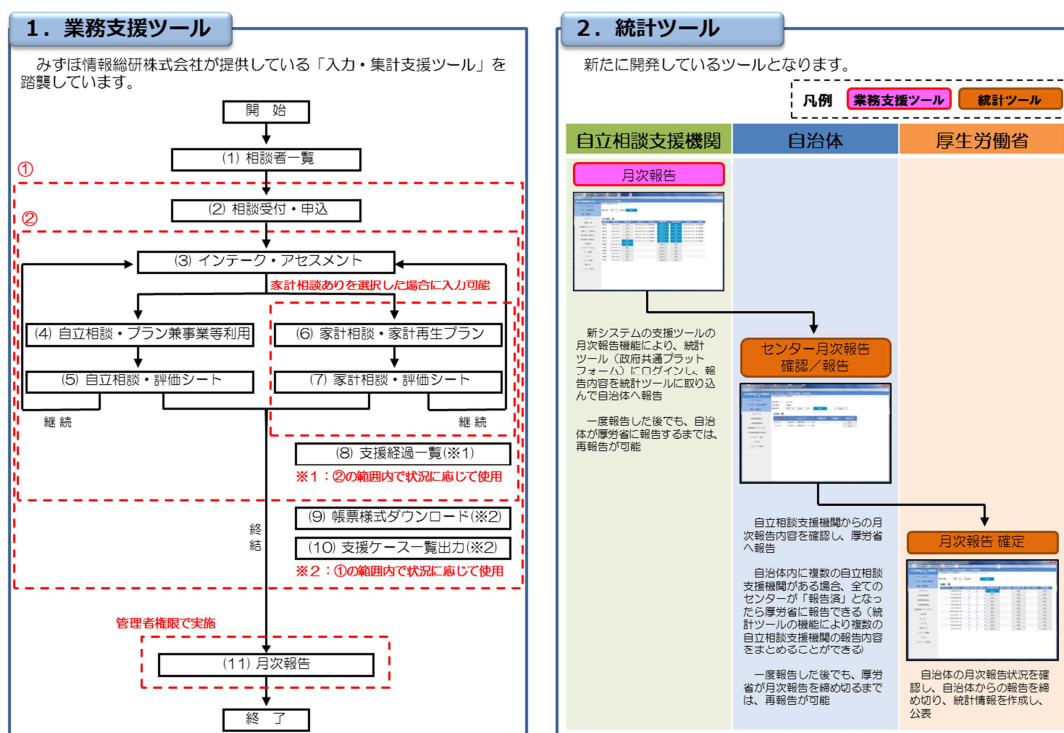 1．業務支援ツール
みずほ情報総研株式会社が提供している「入力・集計支援ツール」を
踏襲しています。
開　始
(1) 相談者一覧
①
(2) 相談受付・申込
②
(3) インテーク・アセスメント
家計相談ありを選択した場合に入力可能
(4) 自立相談・プラン兼事業等利用
(6) 家計相談・家計再生プラン
(5) 自立相談・評価シート
(7) 家計相談・評価シート
継 続
継 続
(8) 支援経過一覧(※1)
※１：②の範囲内で状況に応じて使用
終
結
(9) 帳票様式ダウンロード(※2)
(10) 支援ケース一覧出力(※2)
※２：①の範囲内で状況に応じて使用
管理者権限で実施
(11) 月次報告
終　了
2．統計ツール
新たに開発しているツールとなります。
凡例
業務支援ツール
統計ツール
自立相談支援機関
自治体
厚生労働省
月次報告
新システムの支援ツールの
月次報告機能により、統計
ツール（政府共通プラット
フォーム）にログインし、報
告内容を統計ツールに取り込
んで自治体へ報告
一度報告した後でも、自治
体が厚労省に報告するまでは、
再報告が可能
センター月次報告
確認／報告
自立相談支援機関からの月
次報告内容を確認し、厚労省
へ報告
自治体内に複数の自立相談
支援機関がある場合、全ての
センターが「報告済」となっ
たら厚労省に報告できる（統
計ツールの機能により複数の
自立相談支援機関の報告内容
をまとめることができる）
一度報告した後でも、厚労
省が月次報告を締め切るまで
は、再報告が可能
月次報告 確定
自治体の月次報告状況を確
認し、自治体からの報告を締
め切り、統計情報を作成し、
公表